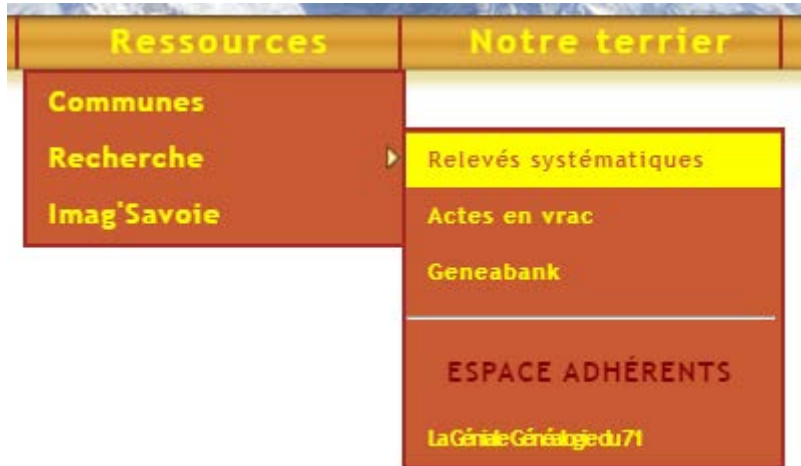 Ressources
Notre terrier
Communes
Recherche
Imag'Savoie
Relevés systématiques
Actes en vrac
Geneabank
ESPACE ADHÉRENTS
La Géniale Généalogie du 71